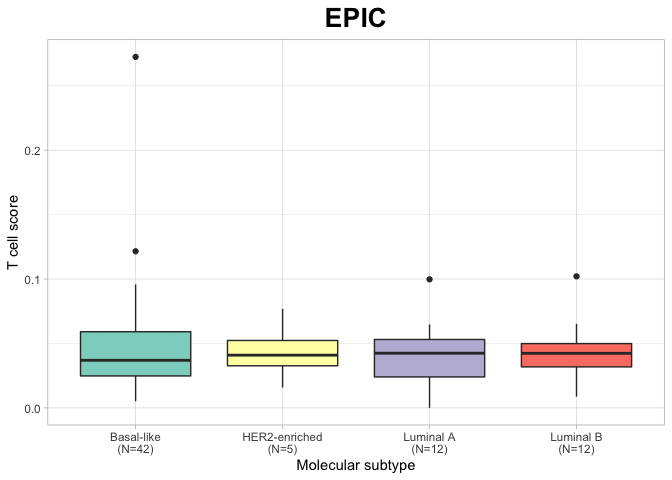 EPIC
T cell score
0.2
0.1
0.0
Basal-like HER2-enriched Luminal A Luminal B
(N=42) (N=5) (N=12) (N=12)
Molecular subtype